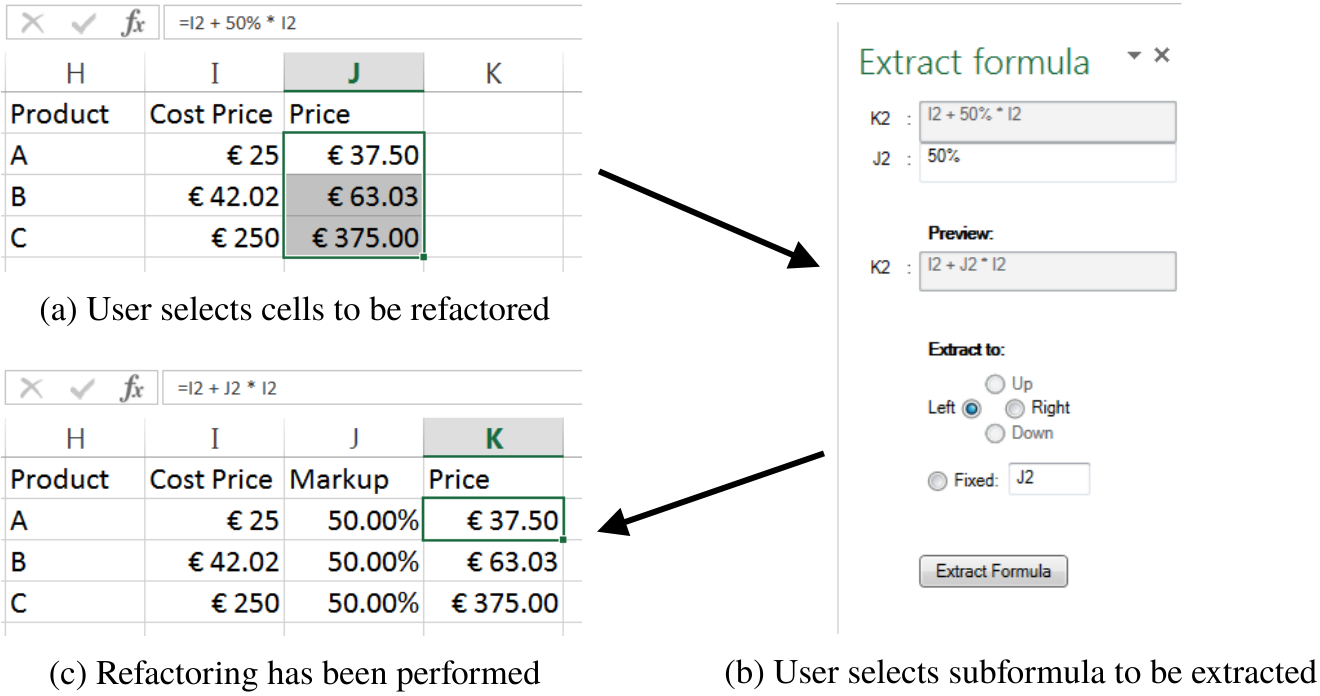 fx =I2 + 50% * I2
H I J K
Product Cost Price Price
A € 25 € 37.50
B € 42.02 € 63.03
C € 250 € 375.00
(a) User selects cells to be refactored
Extract formula
K2 : I2 + 50% * I2
J2 : 50%
Preview:
K2 : I2 + J2 * I2
Extract to:
Up
Left Right
Down
Fixed: J2
Extract Formula
(b) User selects subformula to be extracted
fx =I2 + J2 * I2
H I J K
Product Cost Price Markup Price
A € 25 50.00% € 37.50
B € 42.02 50.00% € 63.03
C € 250 50.00% € 375.00
(c) Refactoring has been performed